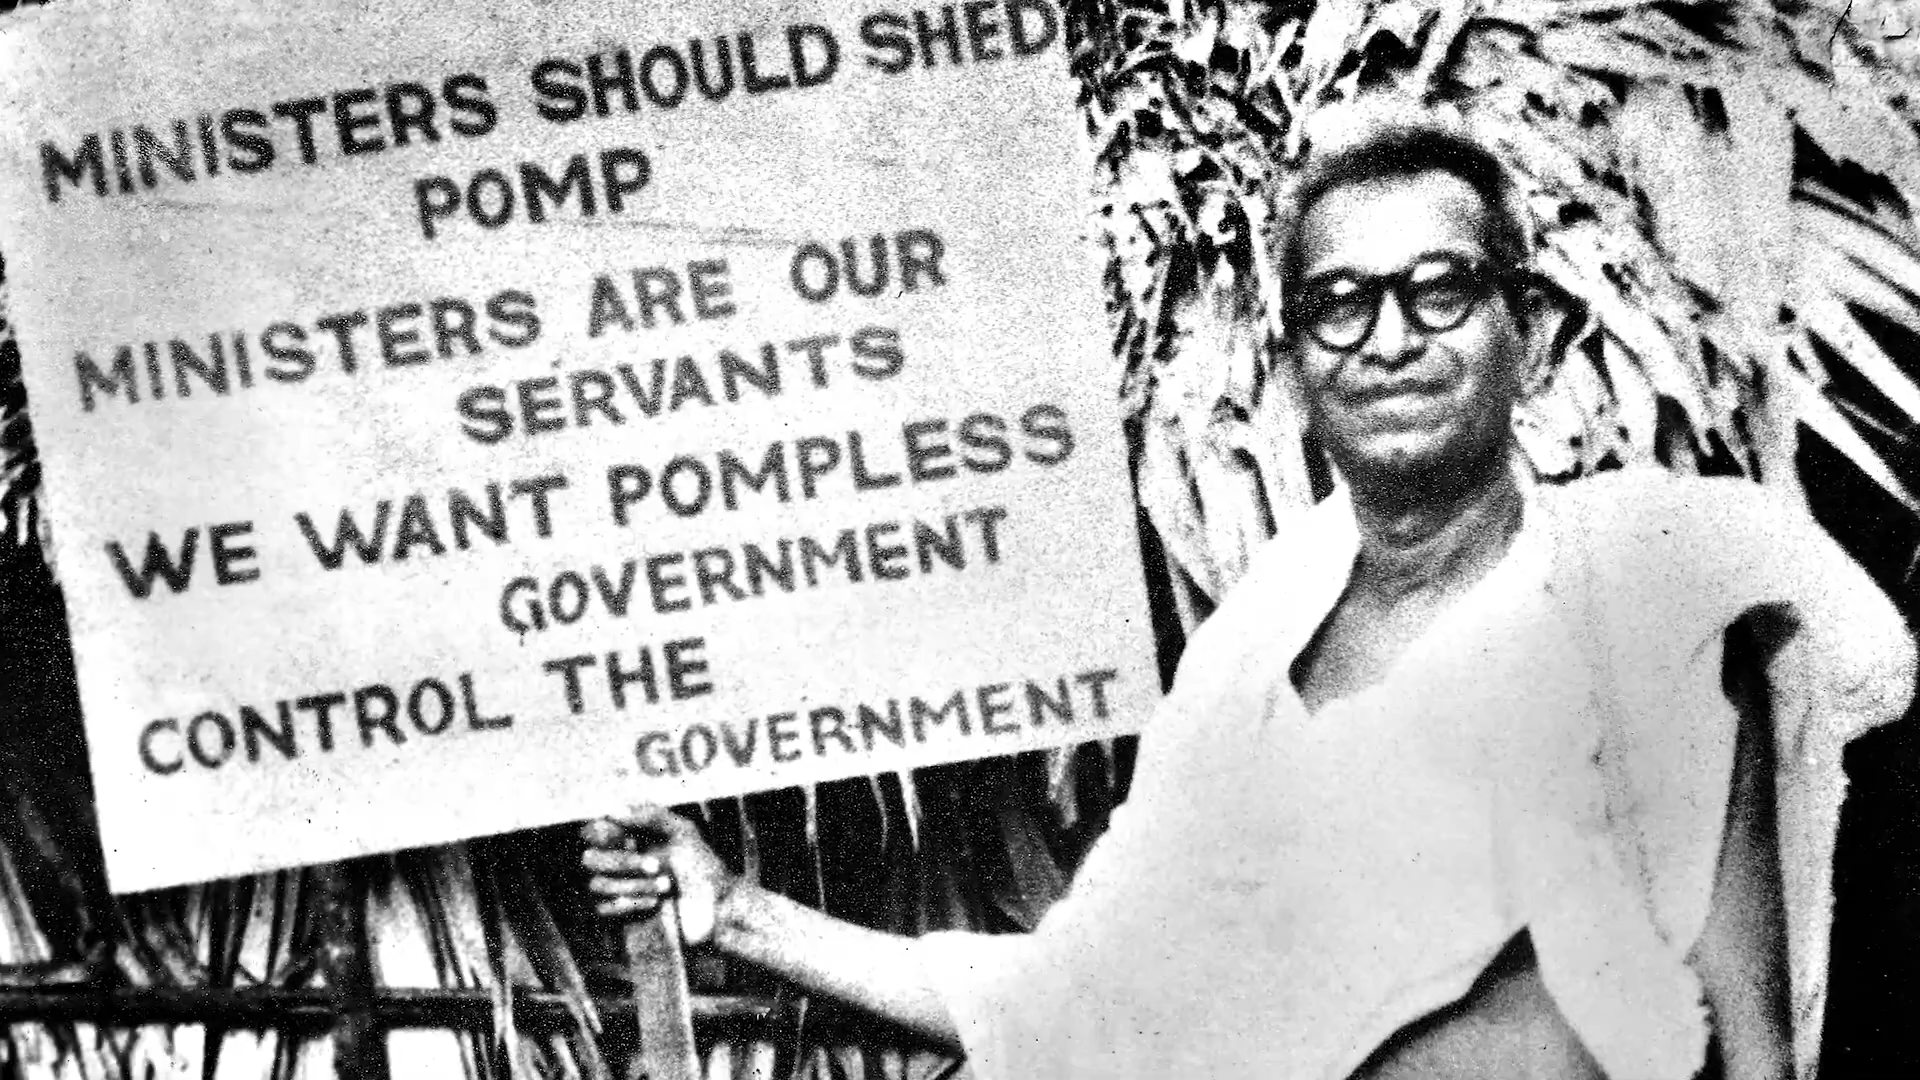 MINISTERS SHOULD SHED
POMP
MINISTERS ARE OUR
SERVANTS
WE WANT POMPLESS
GOVERNMENT
CONTROL THE
GOVERNMENT